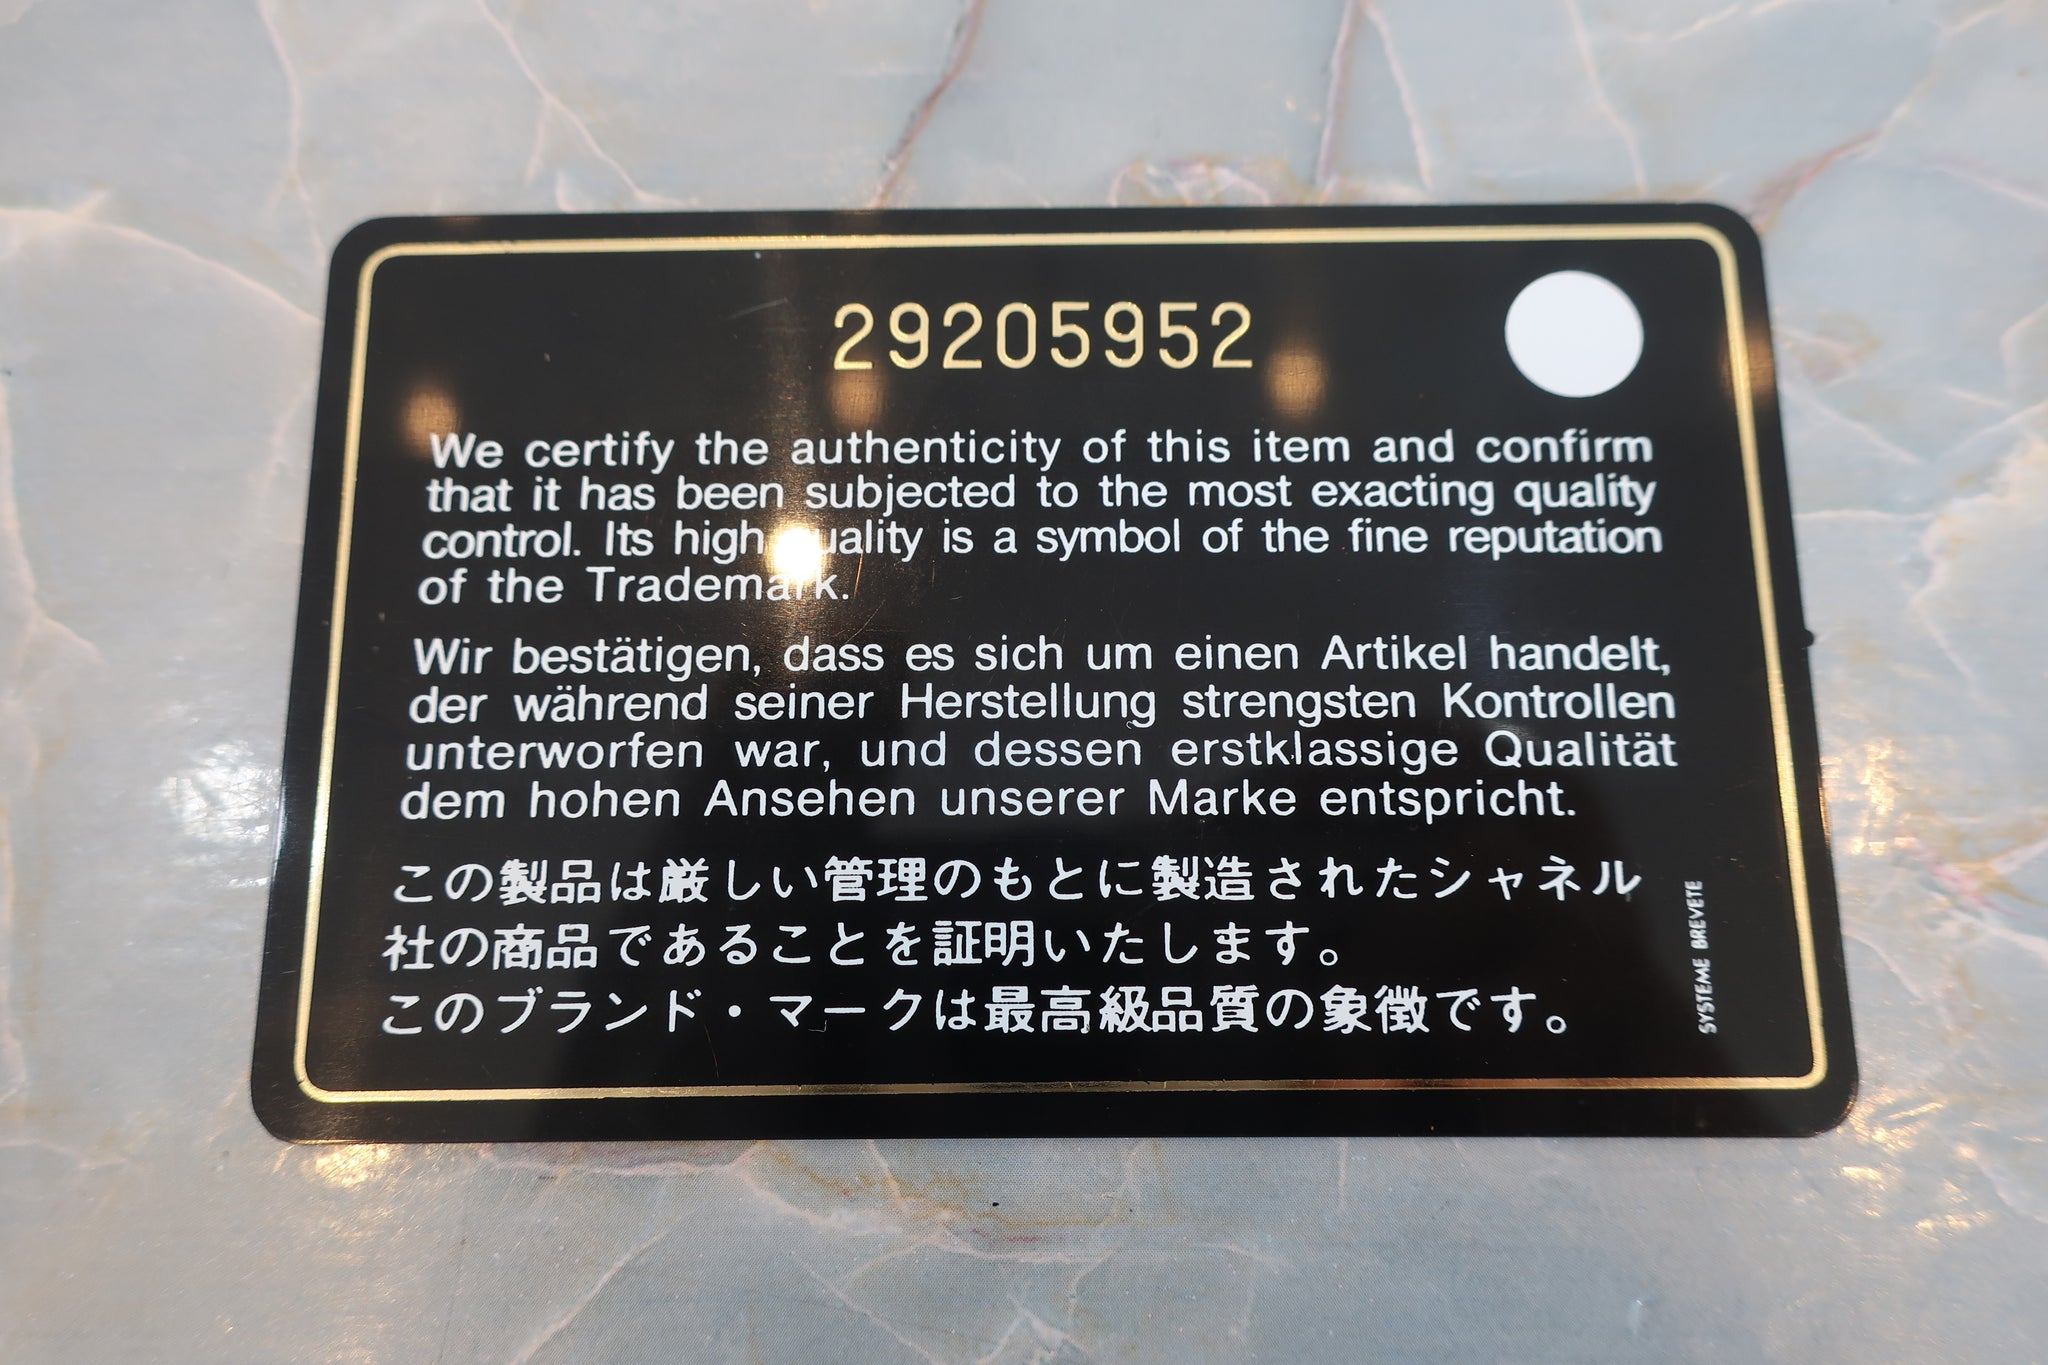 29205952
We certify the authenticity of this item and confirm
that it has been subjected to the most exacting quality
control. Its high quality is a symbol of the fine reputation
of the Trademark.
Wir bestätigen, dass es sich um einen Artikel handelt,
der während seiner Herstellung strengsten Kontrollen
unterworfen war, und dessen erstklassige Qualität
dem hohen Ansehen unserer Marke entspricht.
この製品は厳しい管理のもとに製造されたシャネル
社の商品であることを証明いたします。
このブランド・マークは最高級品質の象徴です。
SYSTEME BREVETE